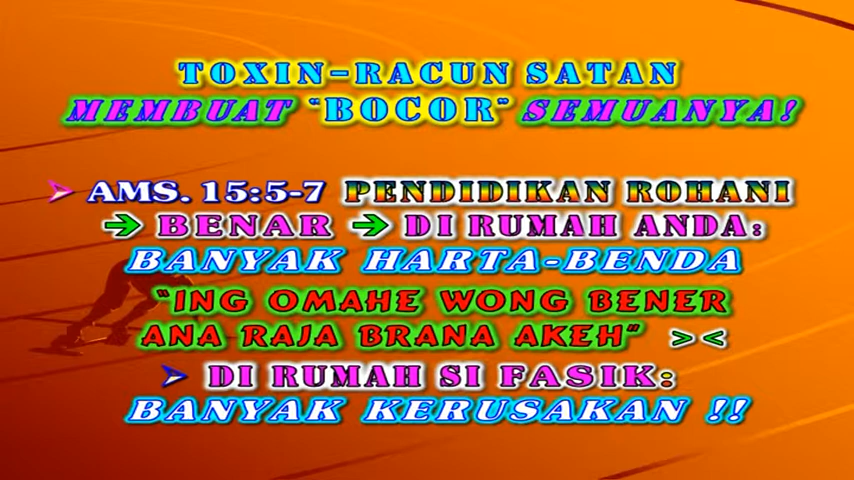 TOXIN-RACUN SATAN
MEMBUAT "BOCOR" SEMUANYA!
➢ AMS. 15:5-7 PENDIDIKAN ROHANI
➔ BENAR ➔ DI RUMAH ANDA:
BANYAK HARTA-BENDA
"ING OMAHE WONG BENER
ANA RAJA BRANA AKEH" > <
➢ DI RUMAH SI FASIK:
BANYAK KERUSAKAN !!